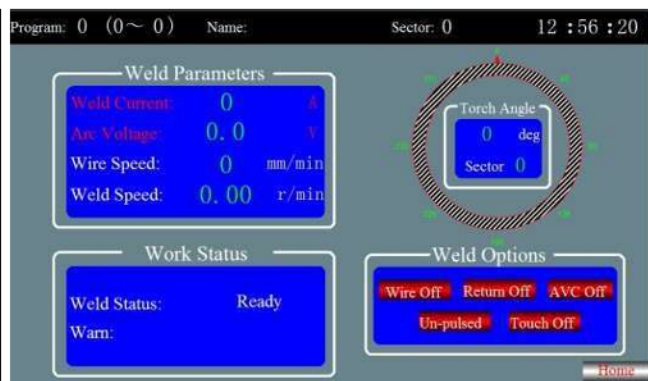 Program: 0 (0～ 0) Name: Sector: 0 12 :56 :20
Weld Parameters
Weld Current: 0 A
Arc Voltage: 0.0 V
Wire Speed: 0 mm/min
Weld Speed: 0.00 r/min
Torch Angle
0 deg
Sector 0
Work Status
Weld Status: Ready
Warn:
Weld Options
Wire Off Return Off AVC Off
Un-pulsed Touch Off
Home